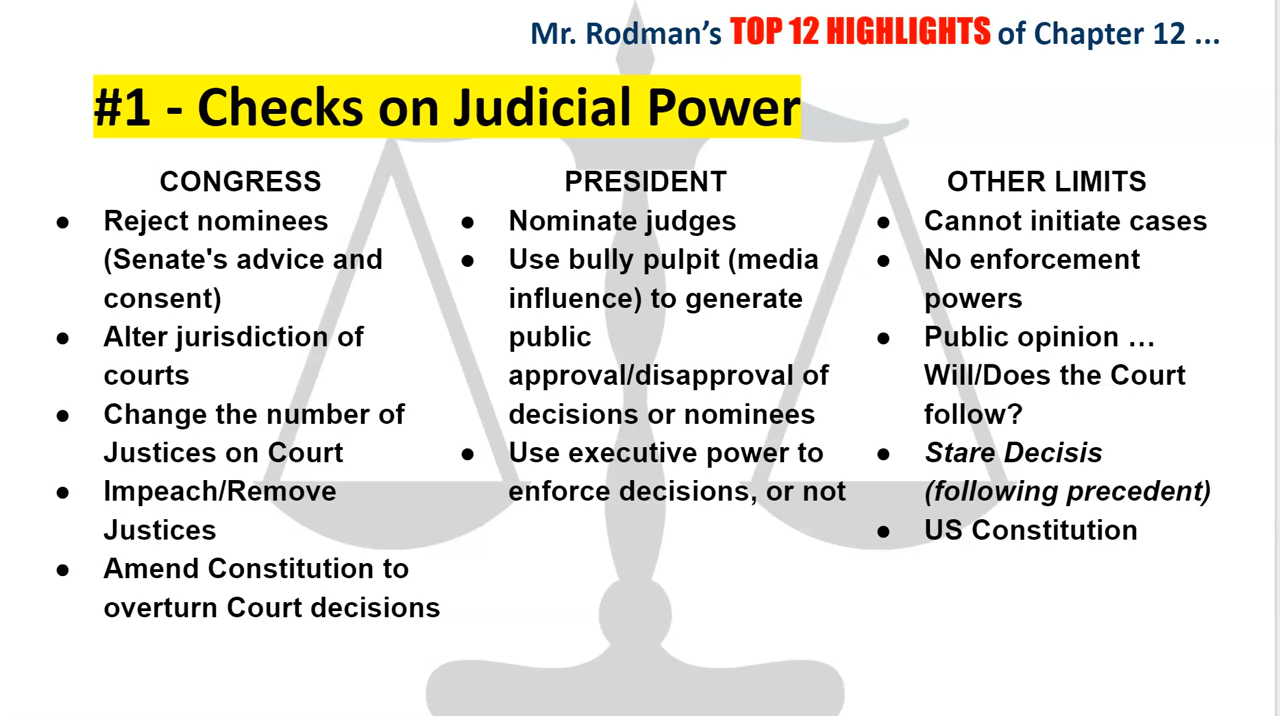 Mr. Rodman's TOP 12 HIGHLIGHTS of Chapter 12 ...
#1 - Checks on Judicial Power
CONGRESS
● Reject nominees
(Senate's advice and
consent)
● Alter jurisdiction of
courts
● Change the number of
Justices on Court
● Impeach/Remove
Justices
● Amend Constitution to
overturn Court decisions
PRESIDENT
● Nominate judges
● Use bully pulpit (media
influence) to generate
public
approval/disapproval of
decisions or nominees
● Use executive power to
enforce decisions, or not
OTHER LIMITS
● Cannot initiate cases
● No enforcement
powers
● Public opinion …
Will/Does the Court
follow?
● Stare Decisis
(following precedent)
● US Constitution